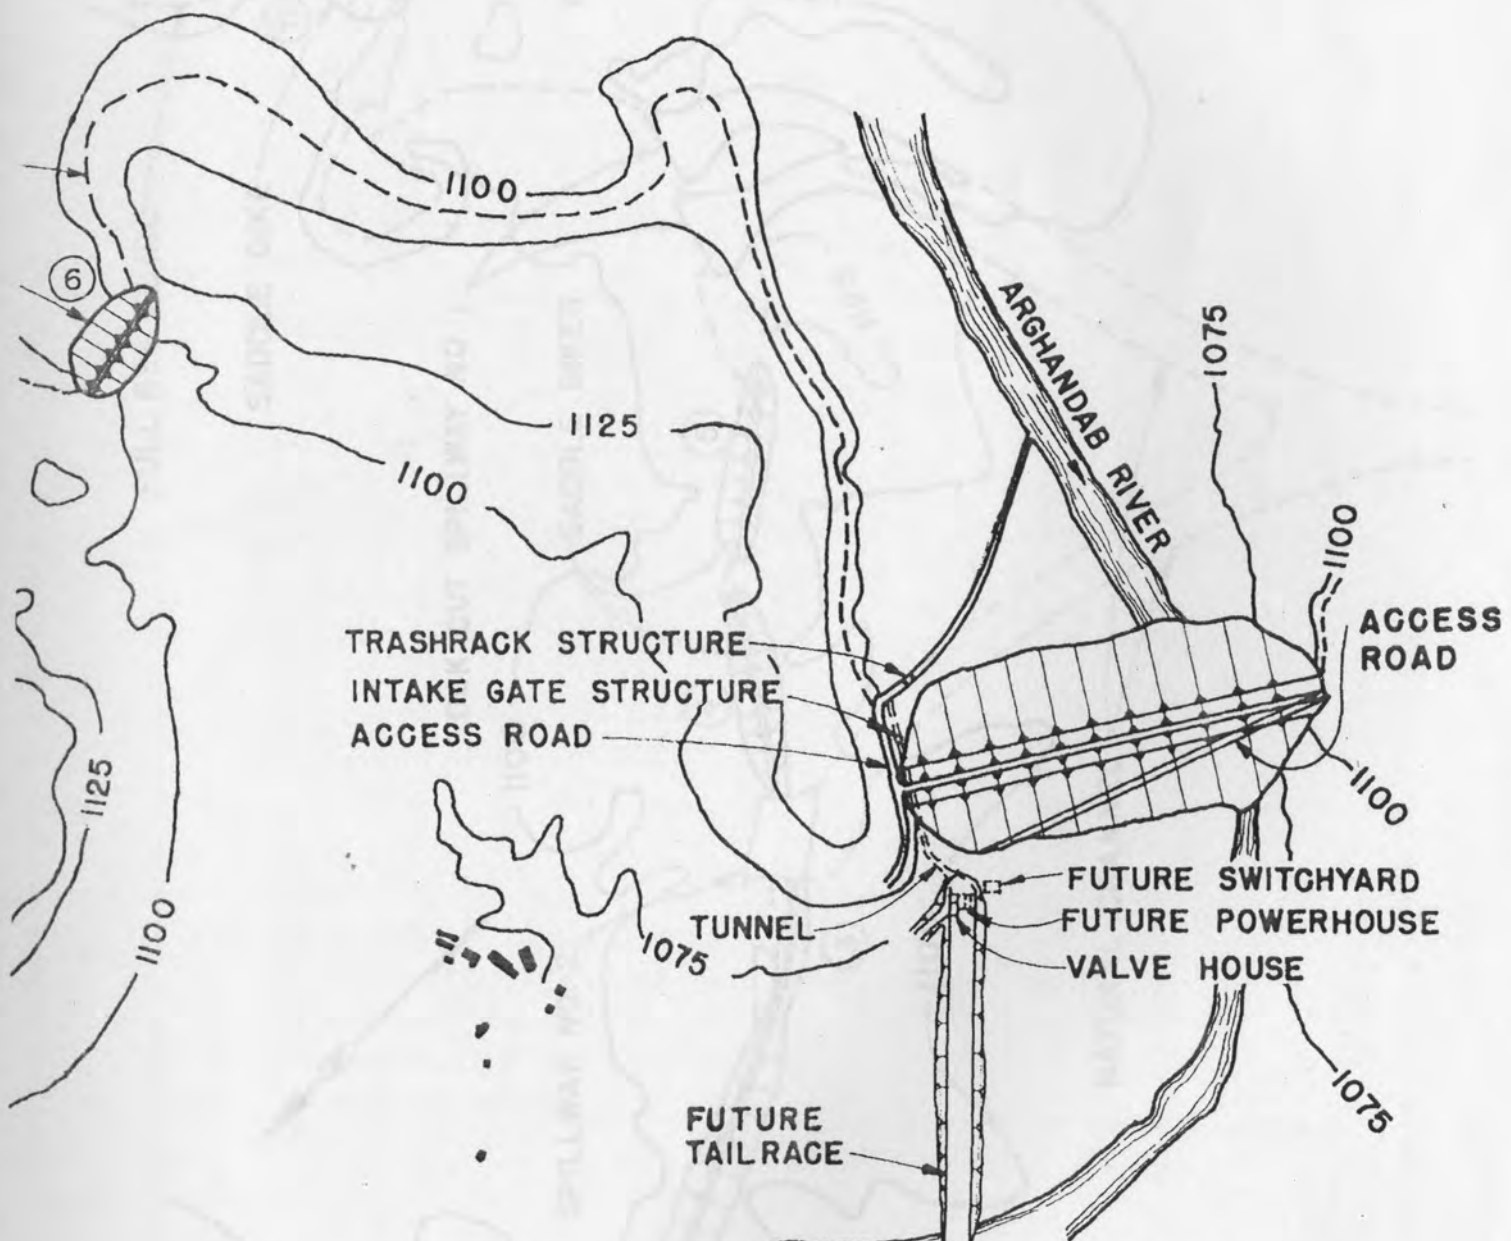 1100
6
ARGHANDAB RIVER
1075
1125
1100
1100
TRASHRACK STRUCTURE
INTAKE GATE STRUCTURE
ACCESS ROAD
ACCESS
ROAD
1125
1100
1100
TUNNEL
1075
FUTURE SWITCHYARD
FUTURE POWERHOUSE
VALVE HOUSE
1075
FUTURE
TAILRACE